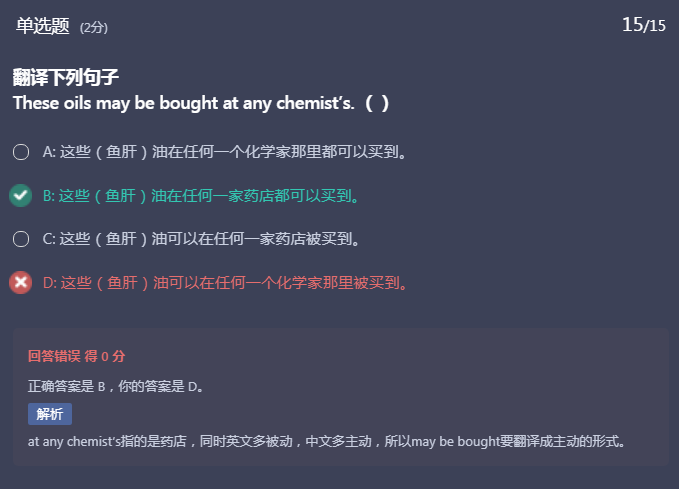 单选题 (2分) 15/15
翻译下列句子
These oils may be bought at any chemist's.（ ）
A: 这些（鱼肝）油在任何一个化学家那里都可以买到。
B: 这些（鱼肝）油在任何一家药店都可以买到。
C: 这些（鱼肝）油可以在任何一家药店被买到。
D: 这些（鱼肝）油可以在任何一个化学家那里被买到。
回答错误 得 0 分
正确答案是 B，你的答案是 D。
解析
at any chemist's指的是药店，同时英文多被动，中文多主动，所以may be bought要翻译成主动的形式。